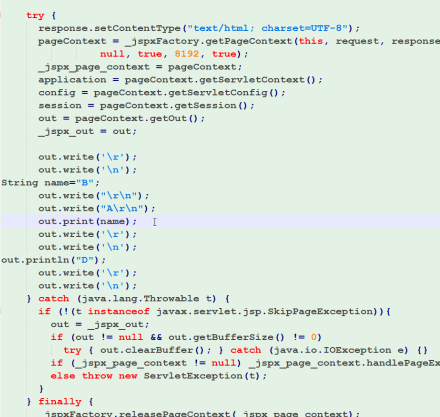 try {
response.setContentType("text/html; charset=UTF-8");
pageContext = _jspxFactory.getPageContext(this, request, response
null, true, 8192, true);
_jspx_page_context = pageContext;
application = pageContext.getServletContext();
config = pageContext.getServletConfig();
session = pageContext.getSession();
out = pageContext.getOut();
_jspx_out = out;
out.write('\r');
out.write('\n');
String name="B";
out.write("\r\n");
out.write("A\r\n");
out.print(name);
out.write('\r');
out.write('\n');
out.println("D");
out.write('\r');
out.write('\n');
} catch (java.lang.Throwable t) {
if (!(t instanceof javax.servlet.jsp.SkipPageException)){
out = _jspx_out;
if (out != null && out.getBufferSize() != 0)
try { out.clearBuffer(); } catch (java.io.IOException e) {}
if (_jspx_page_context != null) _jspx_page_context.handlePageEx
else throw new ServletException(t);
}
} finally {
_jspxFactory.releasePageContext(_jspx_page_context);